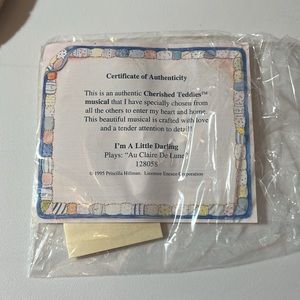 Certificate of Authenticity
This is an authentic Cherished Teddies™
musical that I have specially chosen from
all the others to enter my heart and home.
This beautiful musical is crafted with love
and a tender attention to detail!
I'm A Little Darling
Plays: "Au Claire De Lune"
128058
© 1995 Priscilla Hillman. Licensee Enesco Corporation